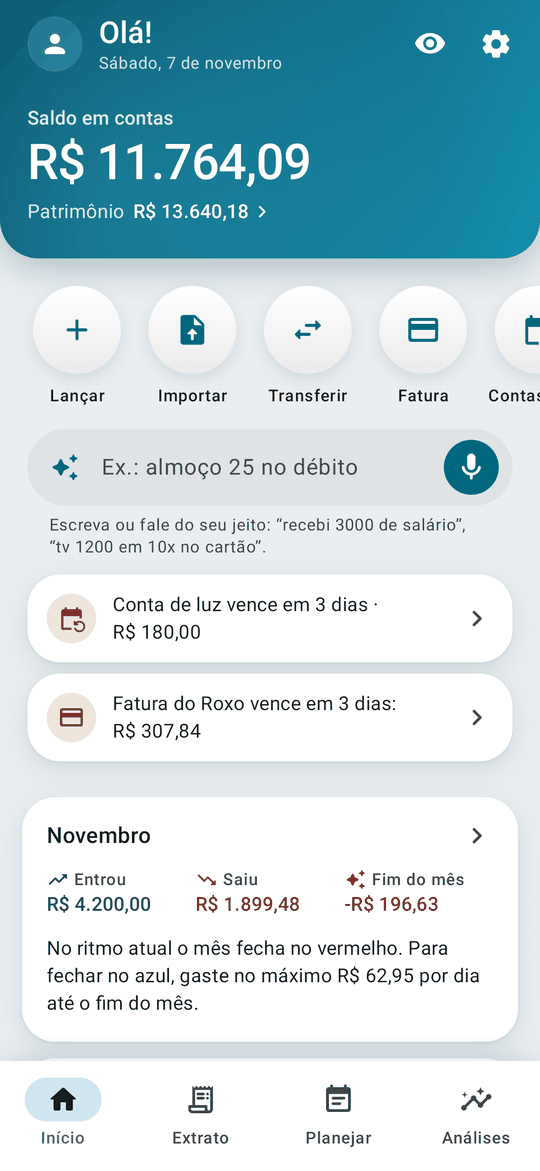 Olá!
Sábado, 7 de novembro
Saldo em contas
R$ 11.764,09
Patrimônio R$ 13.640,18
Lançar
Importar
Transferir
Fatura
Contas
Ex.: almoço 25 no débito
Escreva ou fale do seu jeito: “recebi 3000 de salário”,
“tv 1200 em 10x no cartão”.
Conta de luz vence em 3 dias ·
R$ 180,00
Fatura do Roxo vence em 3 dias:
R$ 307,84
Novembro
Entrou
Saiu
Fim do mês
R$ 4.200,00
R$ 1.899,48
-R$ 196,63
No ritmo atual o mês fecha no vermelho. Para
fechar no azul, gaste no máximo R$ 62,95 por dia
até o fim do mês.
Início
Extrato
Planejar
Análises